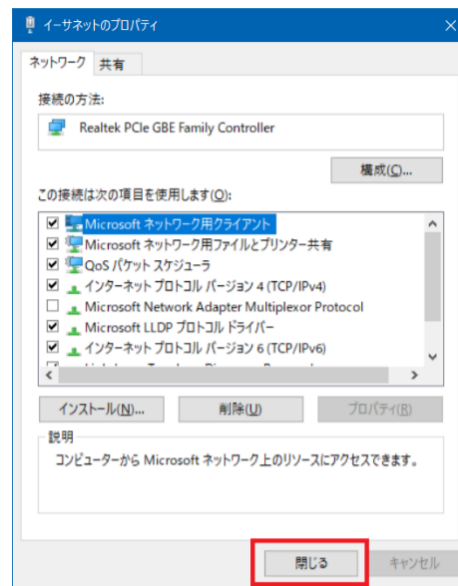 イーサネットのプロパティ
ネットワーク 共有
接続の方法:
Realtek PCIe GBE Family Controller
構成(C)...
この接続は次の項目を使用します(O):
Microsoft ネットワーク用クライアント
Microsoft ネットワーク用ファイルとプリンター共有
QoS パケット スケジューラ
インターネット プロトコル バージョン 4 (TCP/IPv4)
Microsoft Network Adapter Multiplexor Protocol
Microsoft LLDP プロトコル ドライバー
インターネット プロトコル バージョン 6 (TCP/IPv6)
インストール(N)... 削除(U) プロパティ(R)
説明
コンピューターから Microsoft ネットワーク上のリソースにアクセスできます。
閉じる キャンセル